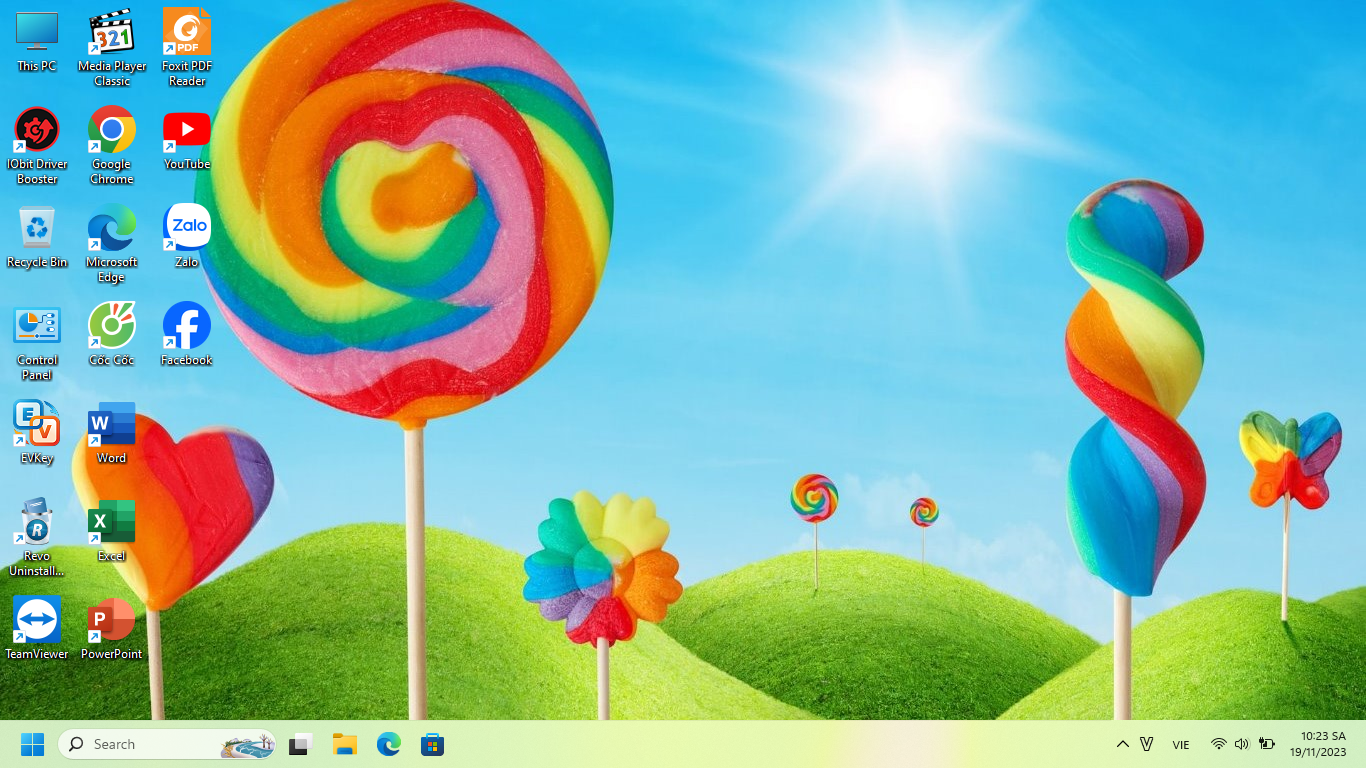 This PC
Media Player
Classic
321
PDF
Foxit PDF
Reader
IObit Driver
Booster
Google
Chrome
YouTube
Recycle Bin
Microsoft
Edge
Zalo
Zalo
Control
Panel
Cốc Cốc
Facebook
E
V
EVKey
W
Word
R
Revo
Uninstall...
X
Excel
TeamViewer
P
PowerPoint
Search
V
VIE
10:23 SA
19/11/2023